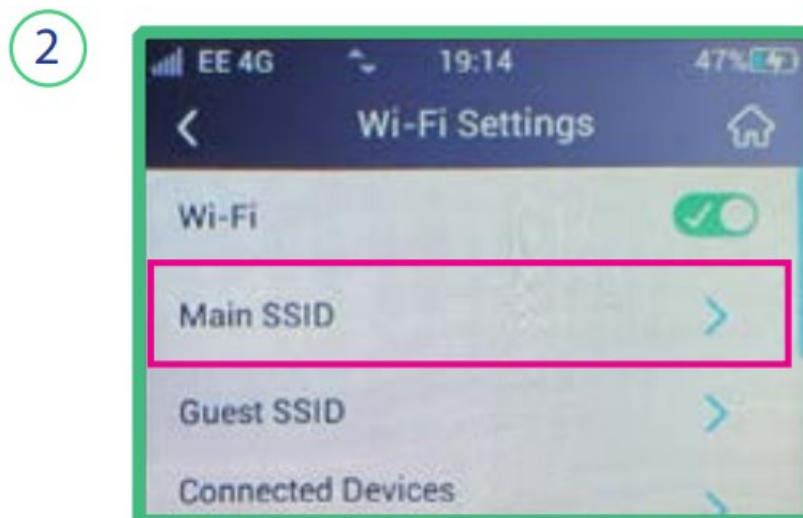 2
EE 4G 19:14 47%
Wi-Fi Settings
Wi-Fi
Main SSID
Guest SSID
Connected Devices